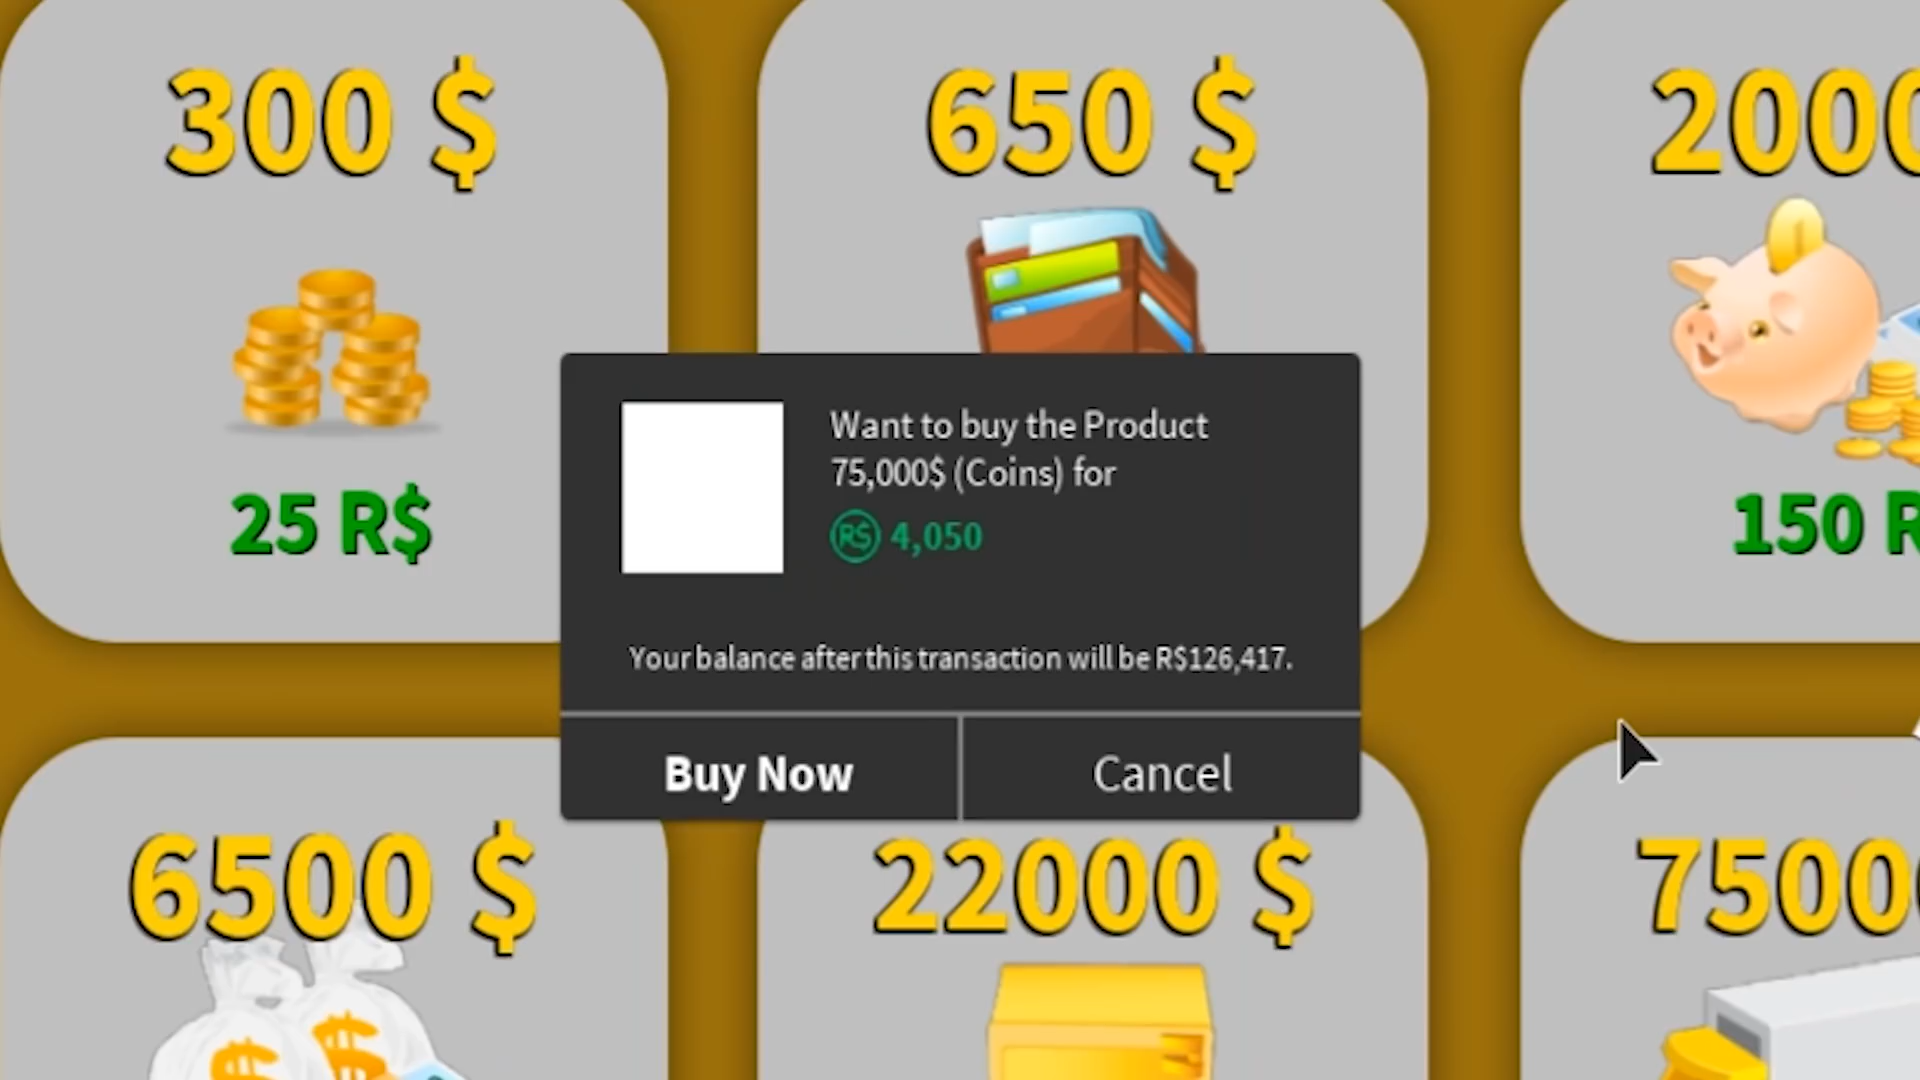 300 $
650 $
2000
25 R$
150 R
Want to buy the Product
75,000$ (Coins) for
R$ 4,050
Your balance after this transaction will be R$126,417.
Buy Now
Cancel
6500 $
22000 $
7500
$
$